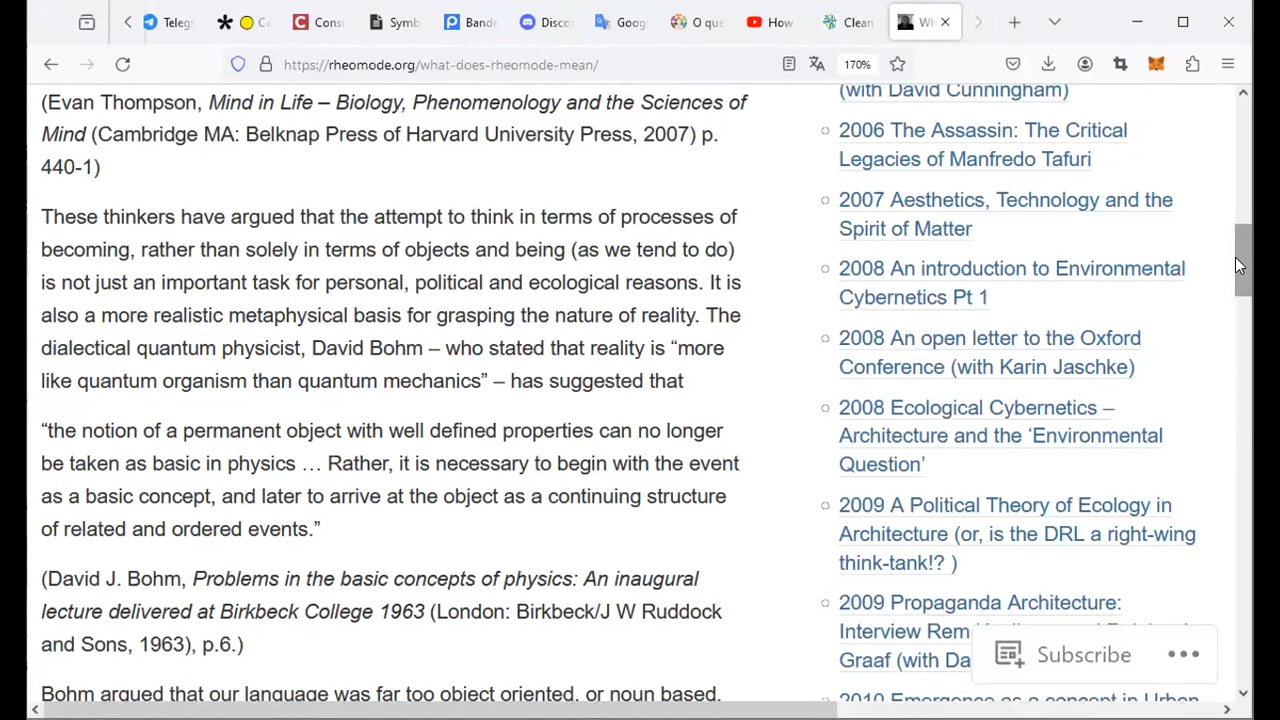 Telegr
Ce
Consi
Symb
Bande
Disco
Goog
O que
How
Clean
Wh
https://rheomode.org/what-does-rheomode-mean/
170%
(Evan Thompson, Mind in Life – Biology, Phenomenology and the Sciences of
Mind (Cambridge MA: Belknap Press of Harvard University Press, 2007) p.
440-1)
These thinkers have argued that the attempt to think in terms of processes of
becoming, rather than solely in terms of objects and being (as we tend to do)
is not just an important task for personal, political and ecological reasons. It is
also a more realistic metaphysical basis for grasping the nature of reality. The
dialectical quantum physicist, David Bohm – who stated that reality is “more
like quantum organism than quantum mechanics” – has suggested that
“the notion of a permanent object with well defined properties can no longer
be taken as basic in physics … Rather, it is necessary to begin with the event
as a basic concept, and later to arrive at the object as a continuing structure
of related and ordered events.”
(David J. Bohm, Problems in the basic concepts of physics: An inaugural
lecture delivered at Birkbeck College 1963 (London: Birkbeck/J W Ruddock
and Sons, 1963), p.6.)
Bohm argued that our language was far too object oriented, or noun based,
(with David Cunningham)
2006 The Assassin: The Critical
Legacies of Manfredo Tafuri
2007 Aesthetics, Technology and the
Spirit of Matter
2008 An introduction to Environmental
Cybernetics Pt 1
2008 An open letter to the Oxford
Conference (with Karin Jaschke)
2008 Ecological Cybernetics –
Architecture and the ‘Environmental
Question’
2009 A Political Theory of Ecology in
Architecture (or, is the DRL a right-wing
think-tank!? )
2009 Propaganda Architecture:
Interview Rem
Graaf (with Da
2010 Emergence as a concept in Urban
Subscribe